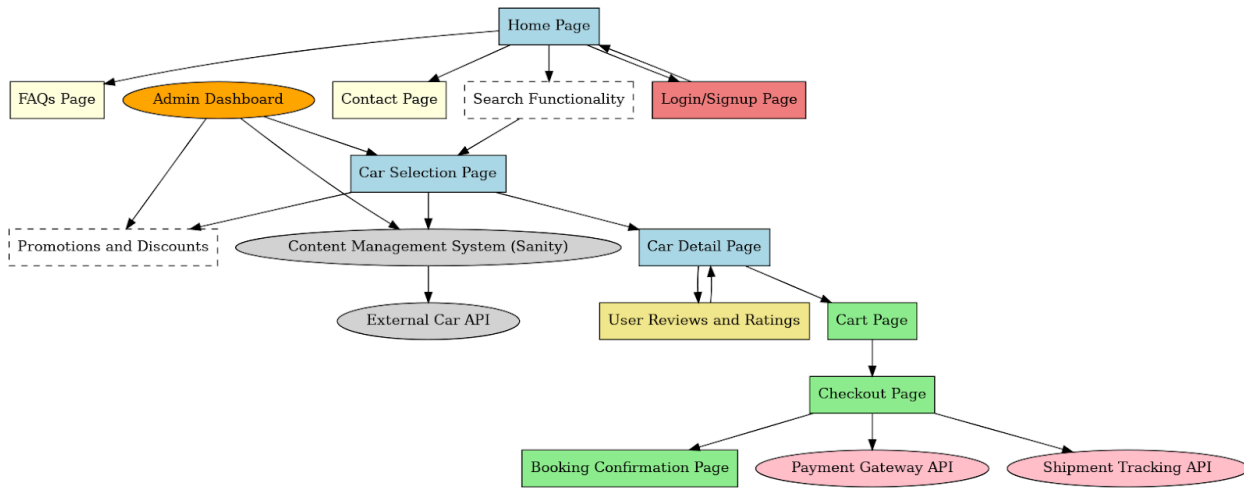 Home Page
FAQs Page
Admin Dashboard
Contact Page
Search Functionality
Login/Signup Page
Car Selection Page
Promotions and Discounts
Content Management System (Sanity)
Car Detail Page
External Car API
User Reviews and Ratings
Cart Page
Checkout Page
Booking Confirmation Page
Payment Gateway API
Shipment Tracking API